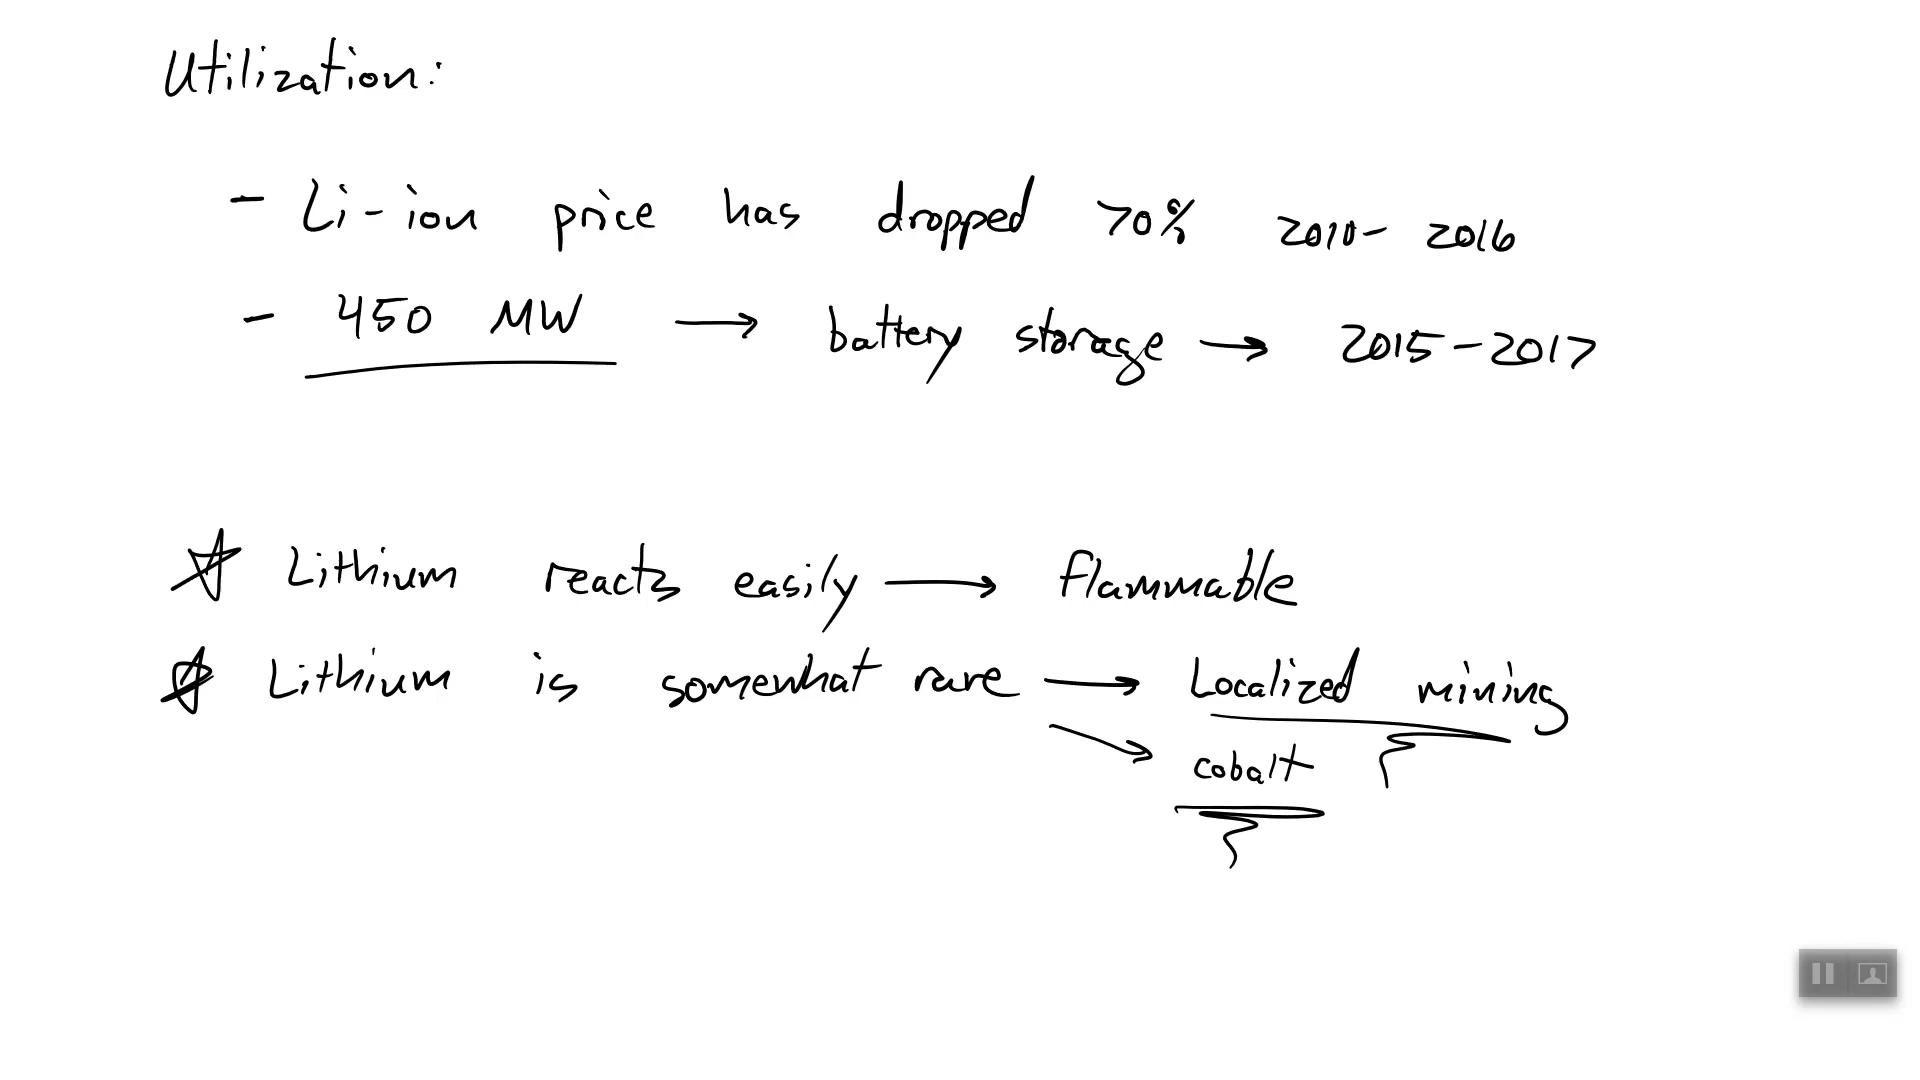 Utilization:
- Li-ion price has dropped 70% 2010-2016
- 450 MW → battery storage → 2015-2017
☆ Lithium reacts easily → flammable
☆ Lithium is somewhat rare → Localized mining
→ cobalt